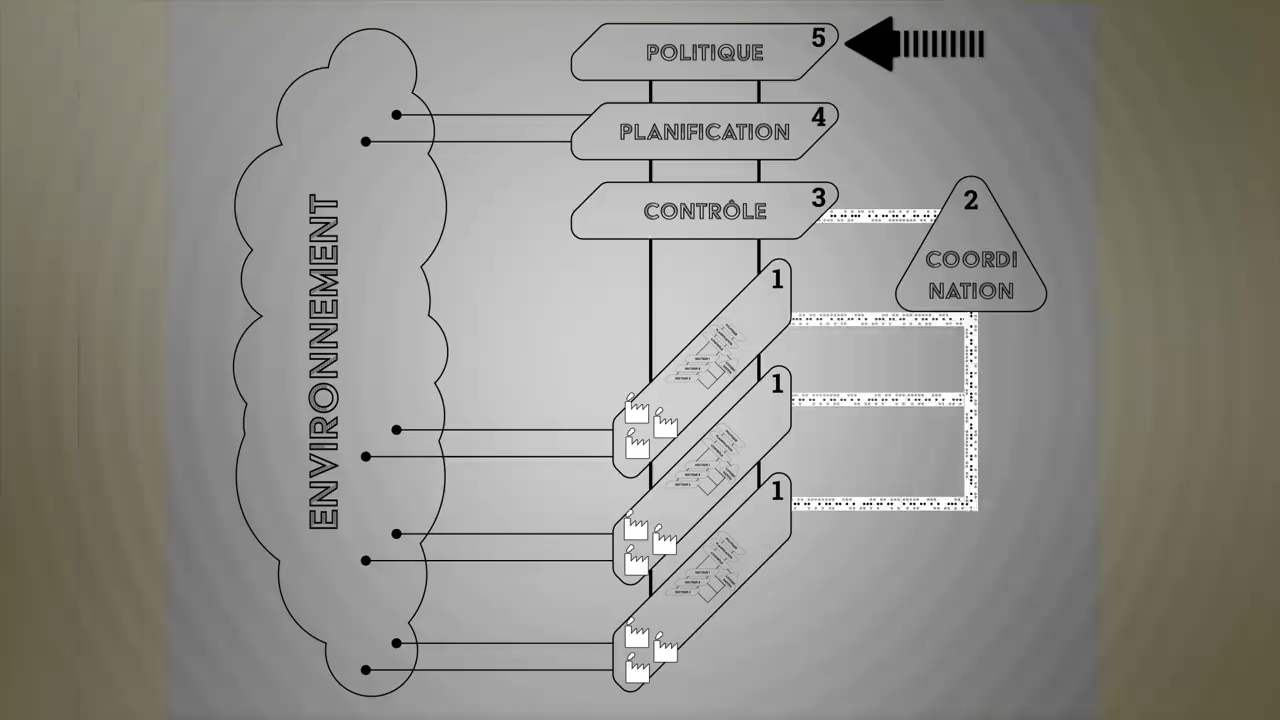 POLITIQUE 5
PLANIFICATION 4
CONTRÔLE 3
2
COORDI
NATION
1
1
1
ENVIRONNEMENT